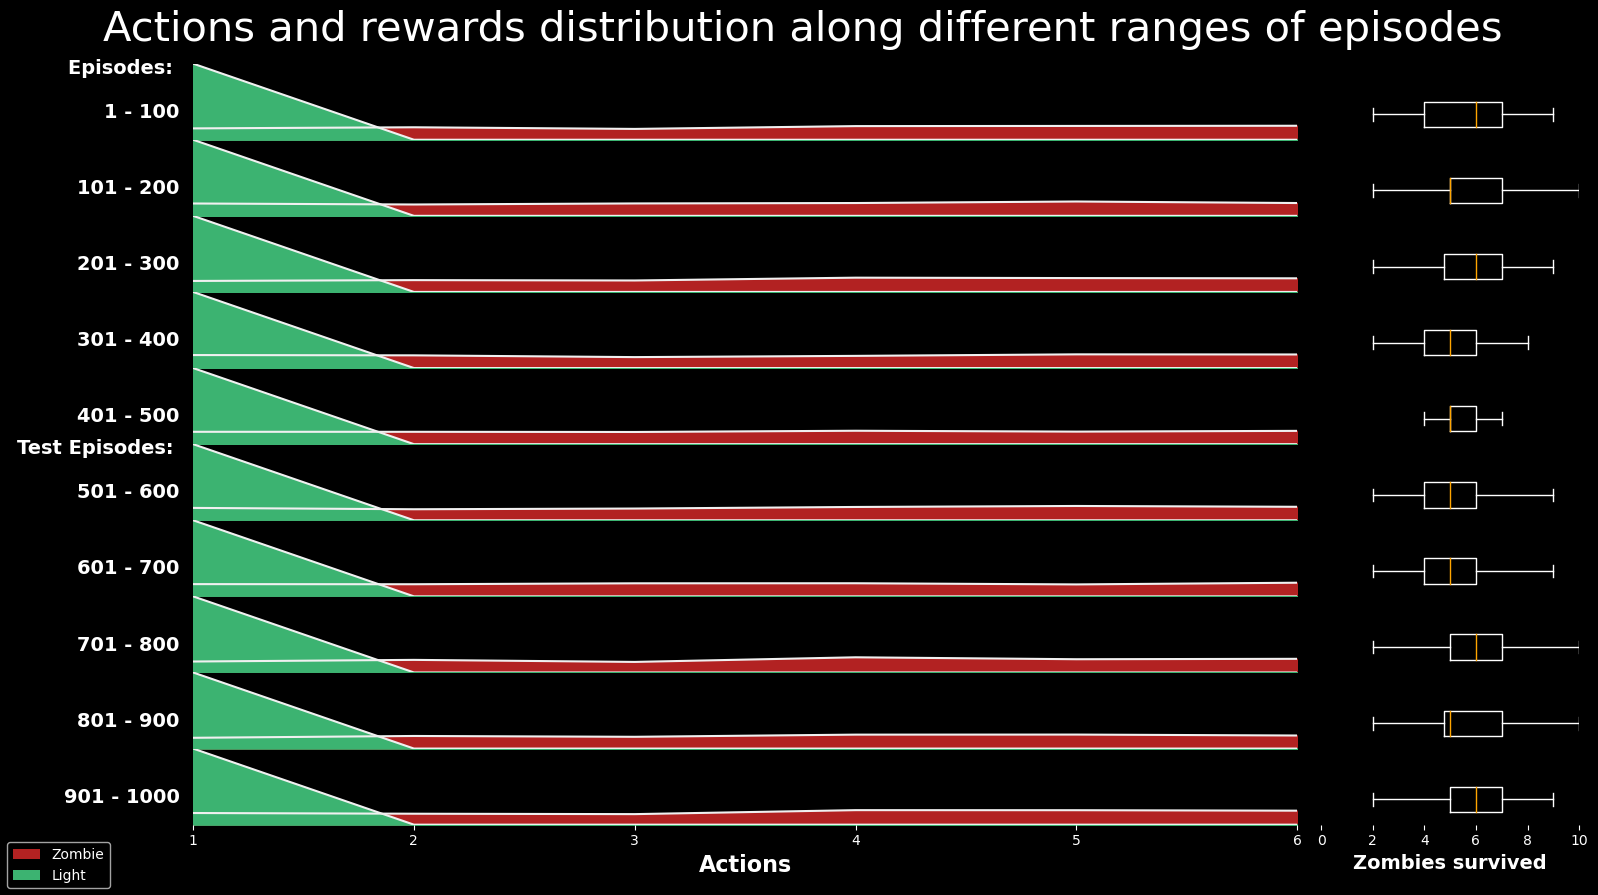 Actions and rewards distribution along different ranges of episodes
Episodes:
1 - 100
101 - 200
201 - 300
301 - 400
401 - 500
Test Episodes:
501 - 600
601 - 700
701 - 800
801 - 900
901 - 1000
1 2 3 4 5 6 0 2 4 6 8 10
Actions
Zombies survived
Zombie
Light